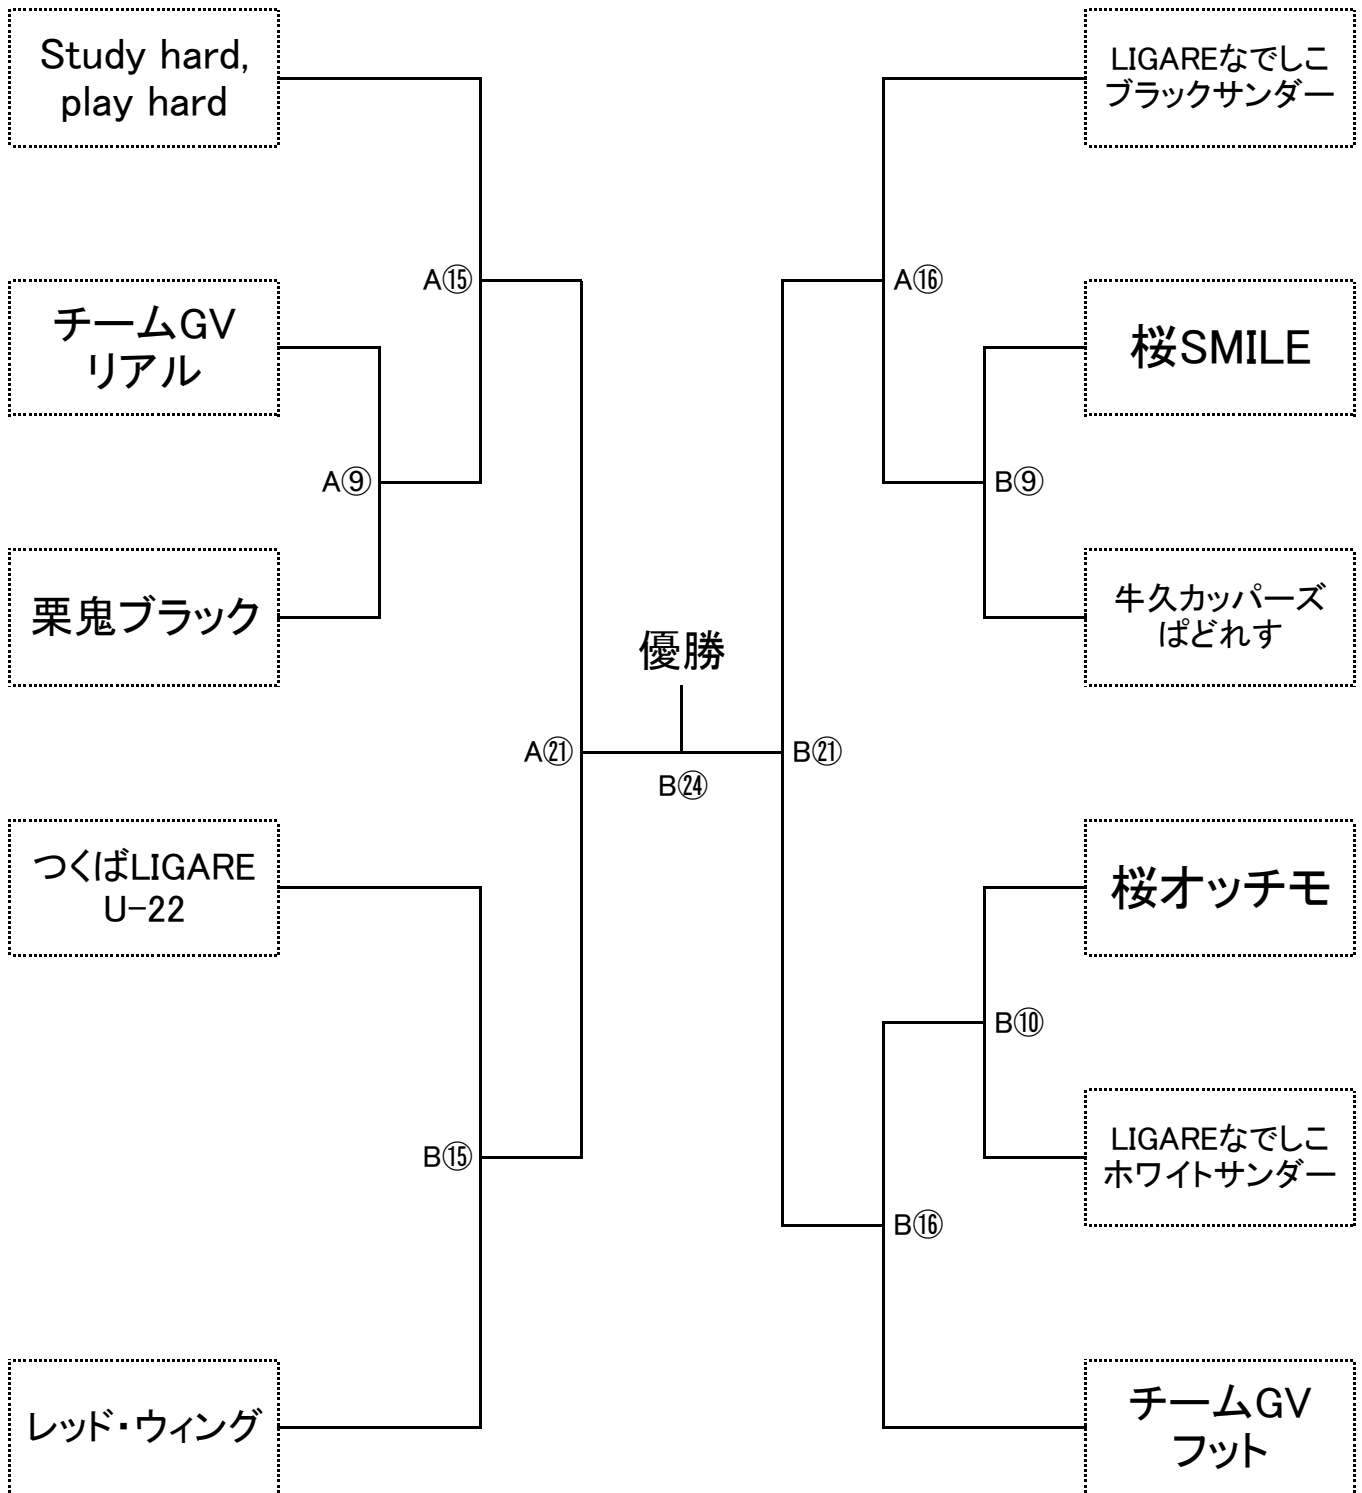 Study hard,
play hard
LIGAREなでしこ
ブラックサンダー
A⑮
A⑯
チームGV
リアル
桜SMILE
A⑨
B⑨
栗鬼ブラック
牛久カッパーズ
ぱどれす
優勝
A㉑
B㉑
B㉔
つくばLIGARE
U-22
桜オッチモ
B⑩
B⑮
LIGAREなでしこ
ホワイトサンダー
B⑯
レッド・ウィング
チームGV
フット